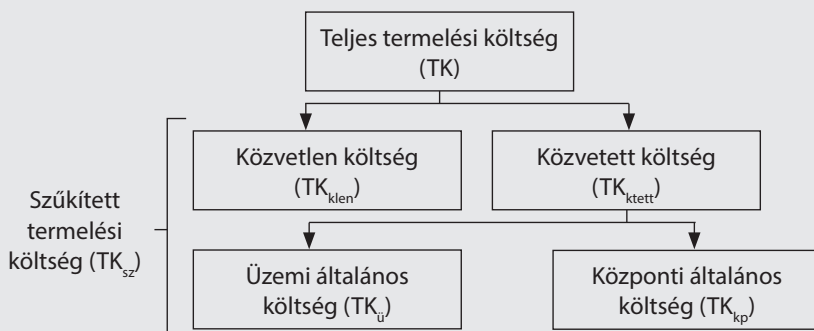 Teljes termelési költség
(TK)
Közvetlen költség
(TKklen)
Közvetett költség
(TKktett)
Szűkített
termelési
költség (TKsz)
Üzemi általános
költség (TKü)
Központi általános
költség (TKkp)